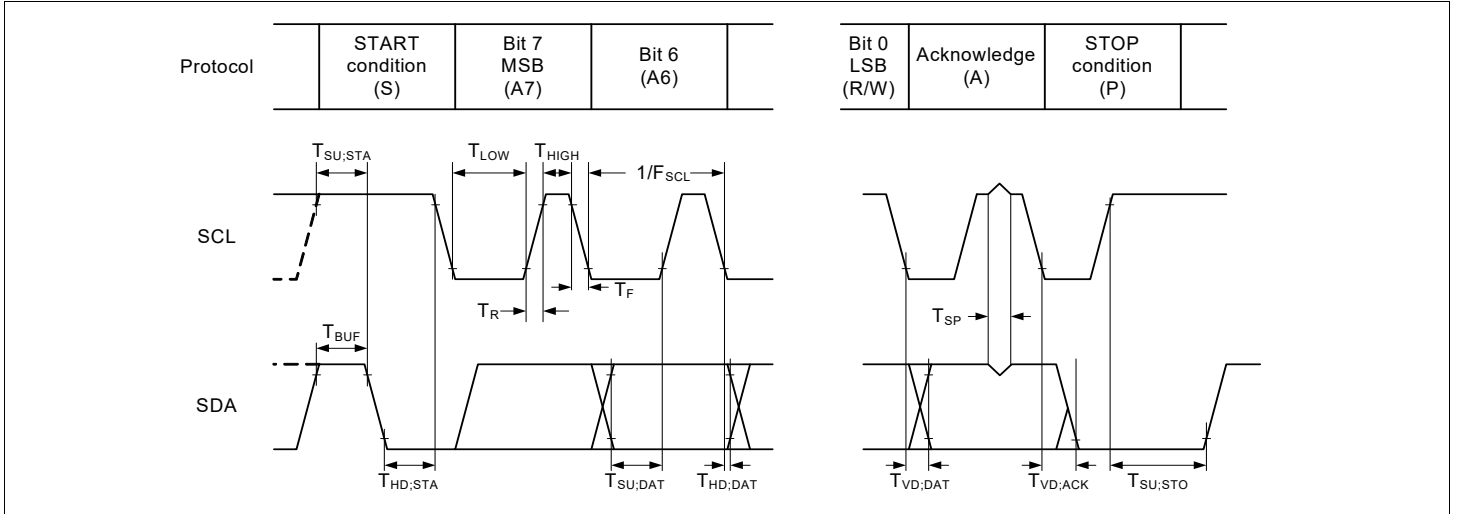 Protocol
START
condition
(S)
Bit 7
MSB
(A7)
Bit 6
(A6)
Bit 0
LSB
(R/W)
Acknowledge
(A)
STOP
condition
(P)
TSU;STA
TLOW
THIGH
1/FSCL
SCL
TF
TR
TSP
TBUF
SDA
THD;STA
TSU;DAT
THD;DAT
TVD;DAT
TVD;ACK
TSU;STO